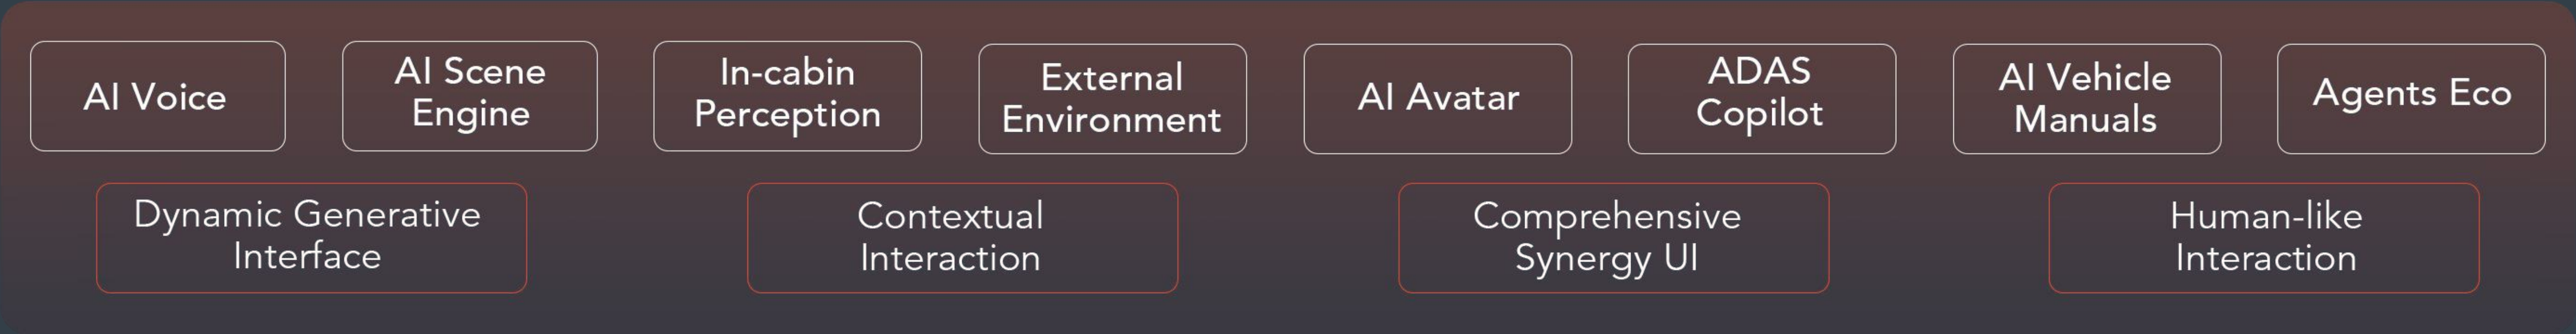 AI Voice
AI Scene
Engine
In-cabin
Perception
External
Environment
AI Avatar
ADAS
Copilot
AI Vehicle
Manuals
Agents Eco
Dynamic Generative
Interface
Contextual
Interaction
Comprehensive
Synergy UI
Human-like
Interaction